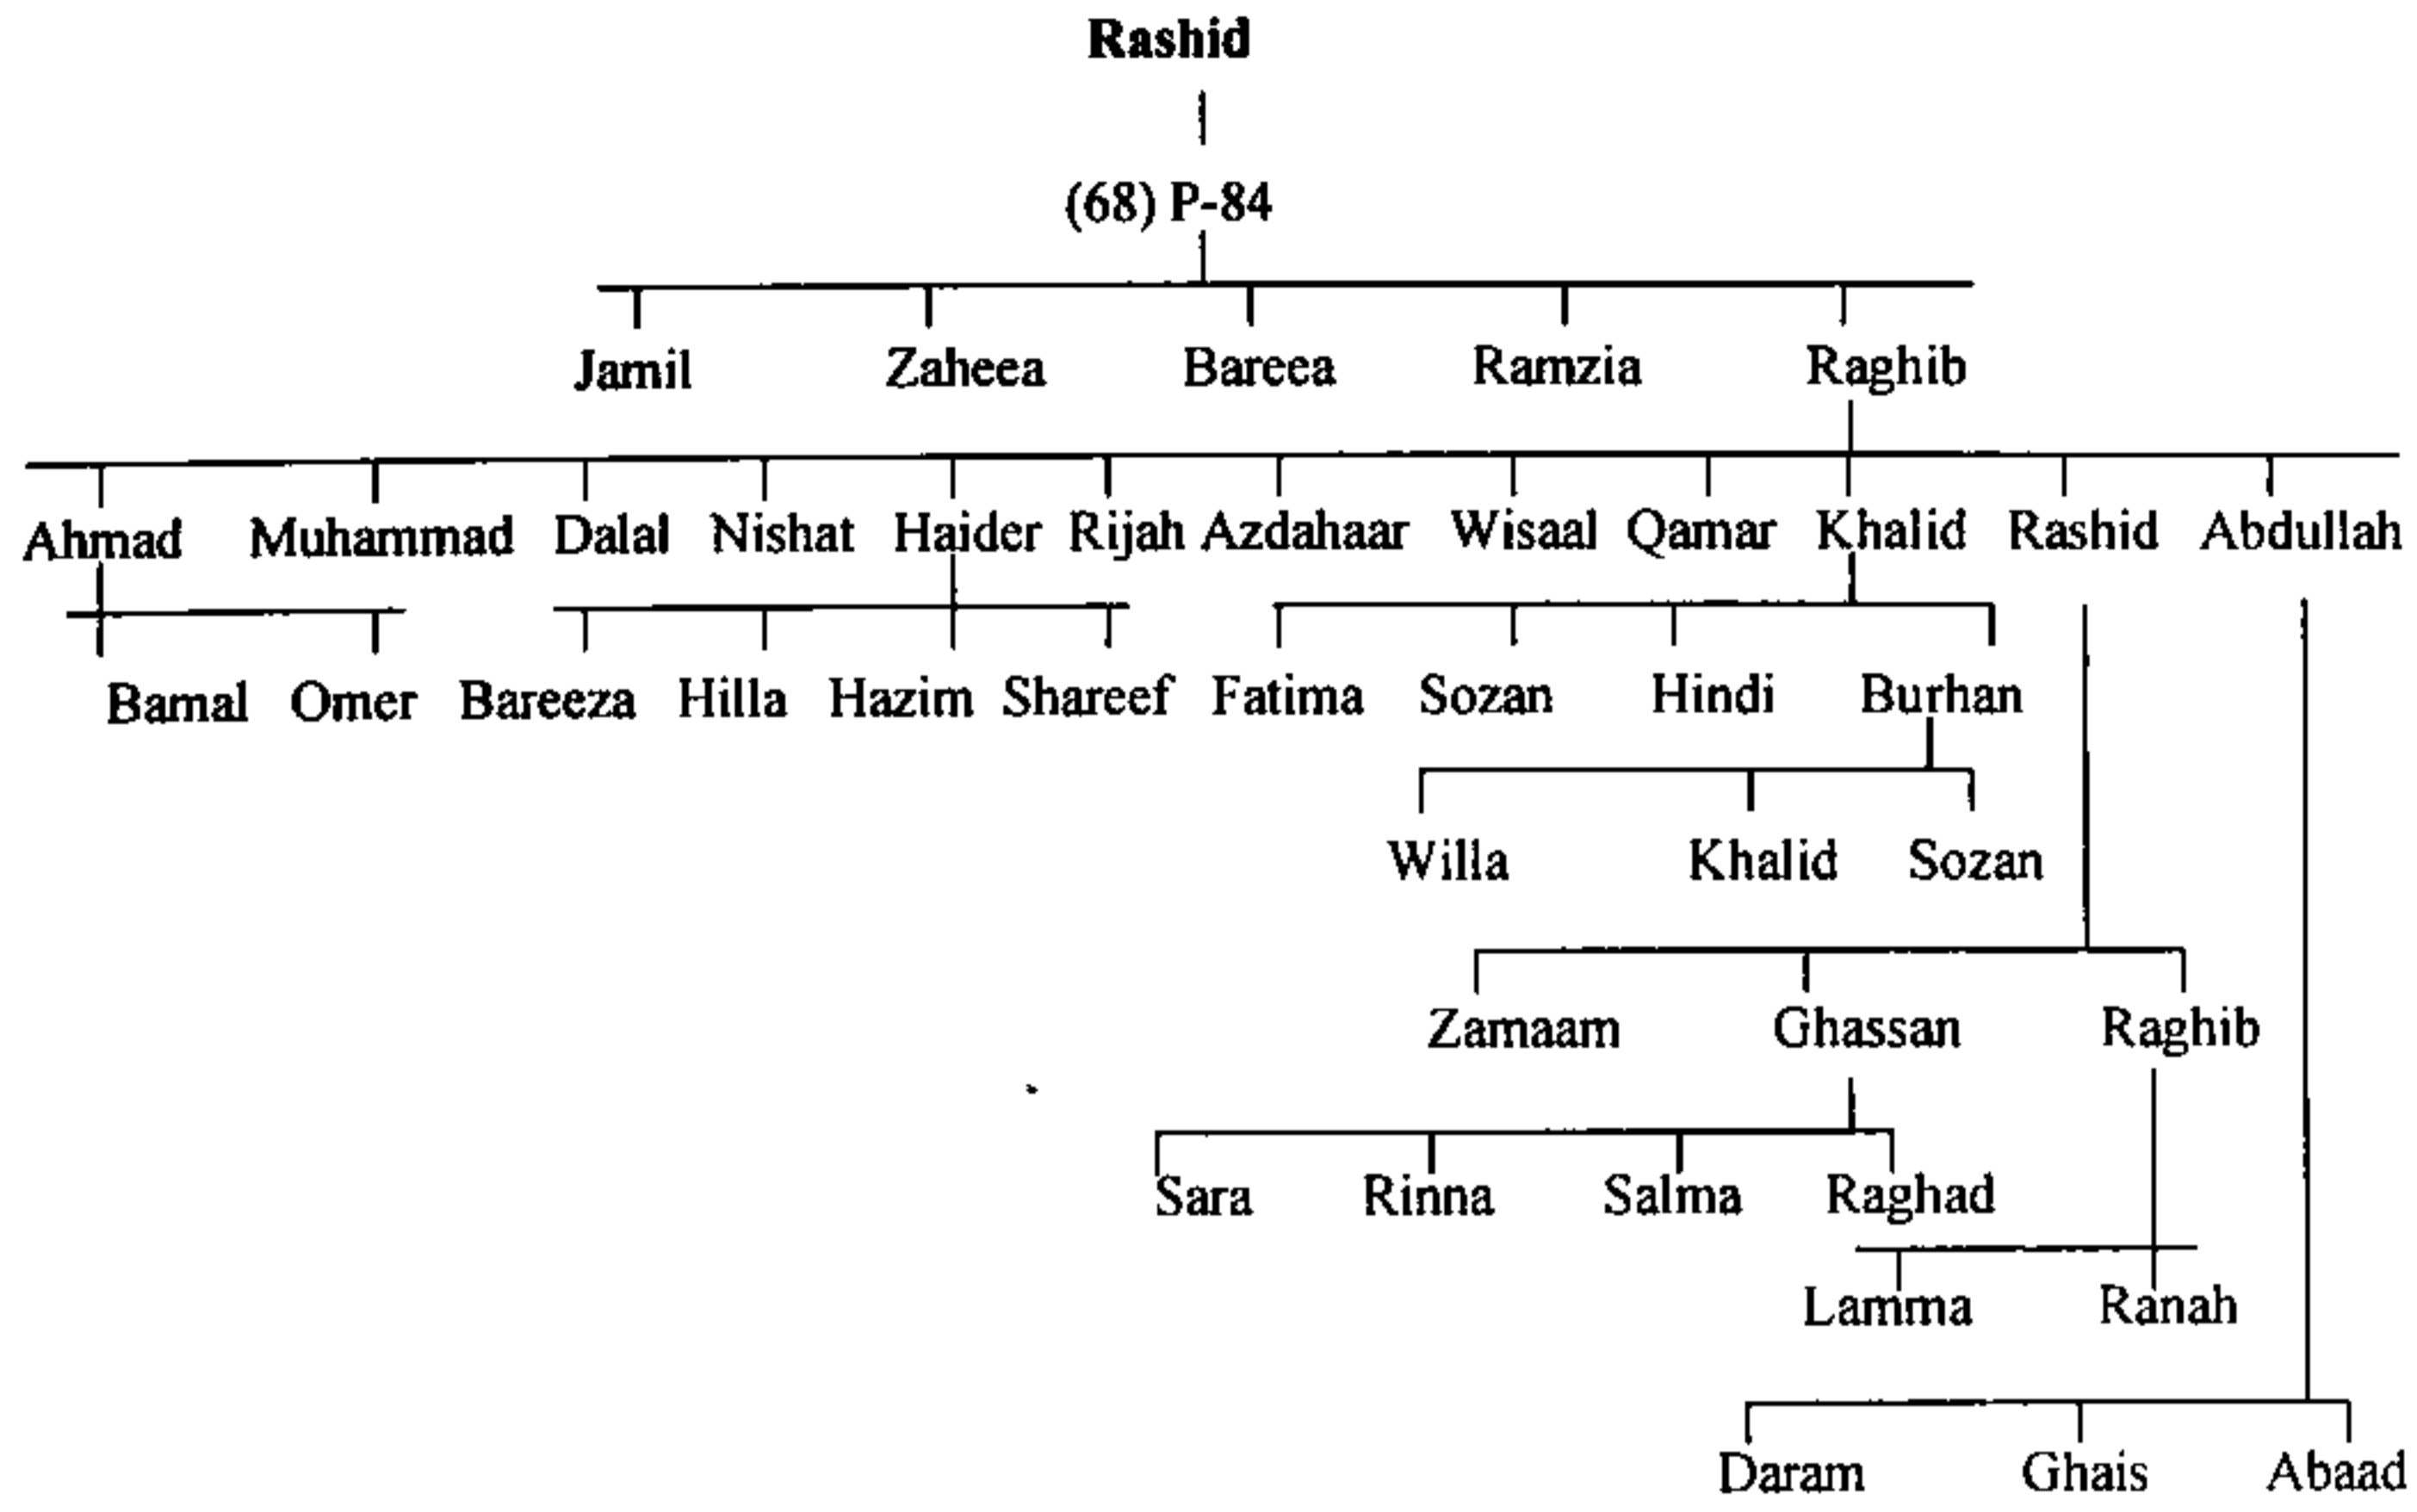 Rashid
(68) P-84
Jamil Zaheea Bareea Ramzia Raghib
Ahmad Muhammad Dalal Nishat Haider Rijah Azdahaar Wisaal Qamar Khalid Rashid Abdullah
Bamal Omer Bareeza Hilla Hazim Shareef Fatima Sozan Hindi Burhan
Willa Khalid Sozan
Zamaam Ghassan Raghib
Sara Rinna Salma Raghad
Lamma Ranah
Daram Ghais Abaad